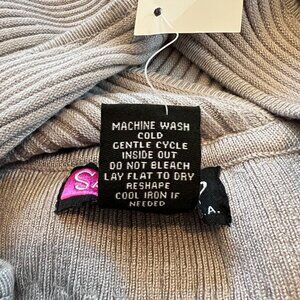 MACHINE WASH
COLD
GENTLE CYCLE
INSIDE OUT
DO NOT BLEACH
LAY FLAT TO DRY
RESHAPE
COOL IRON IF
NEEDED